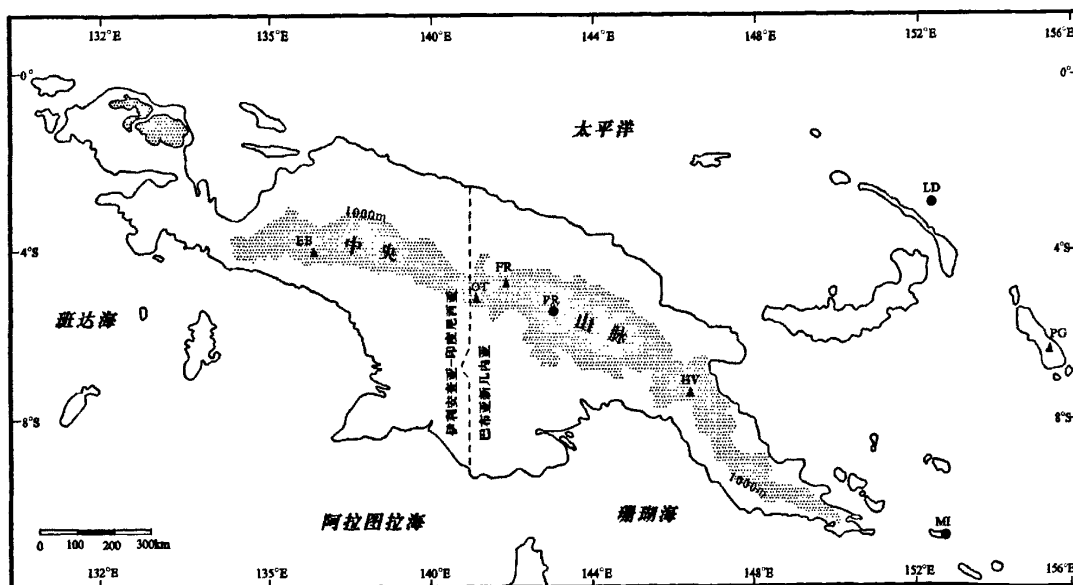 132°E 135°E 140°E 144°E 152°E 156°E
0° 0°
太平洋
LD
1000m
EB 中央
4°S 4°S
FR
OT PR
班达海
山脉
伊利安查亚-印度尼西亚
巴布亚新几内亚
PG
HV
8°S 8°S
1000m
阿拉图拉海 珊瑚海
MI
0 100 200 300km
132°E 135°E 140°E 144°E 148°E 152°E 156°E